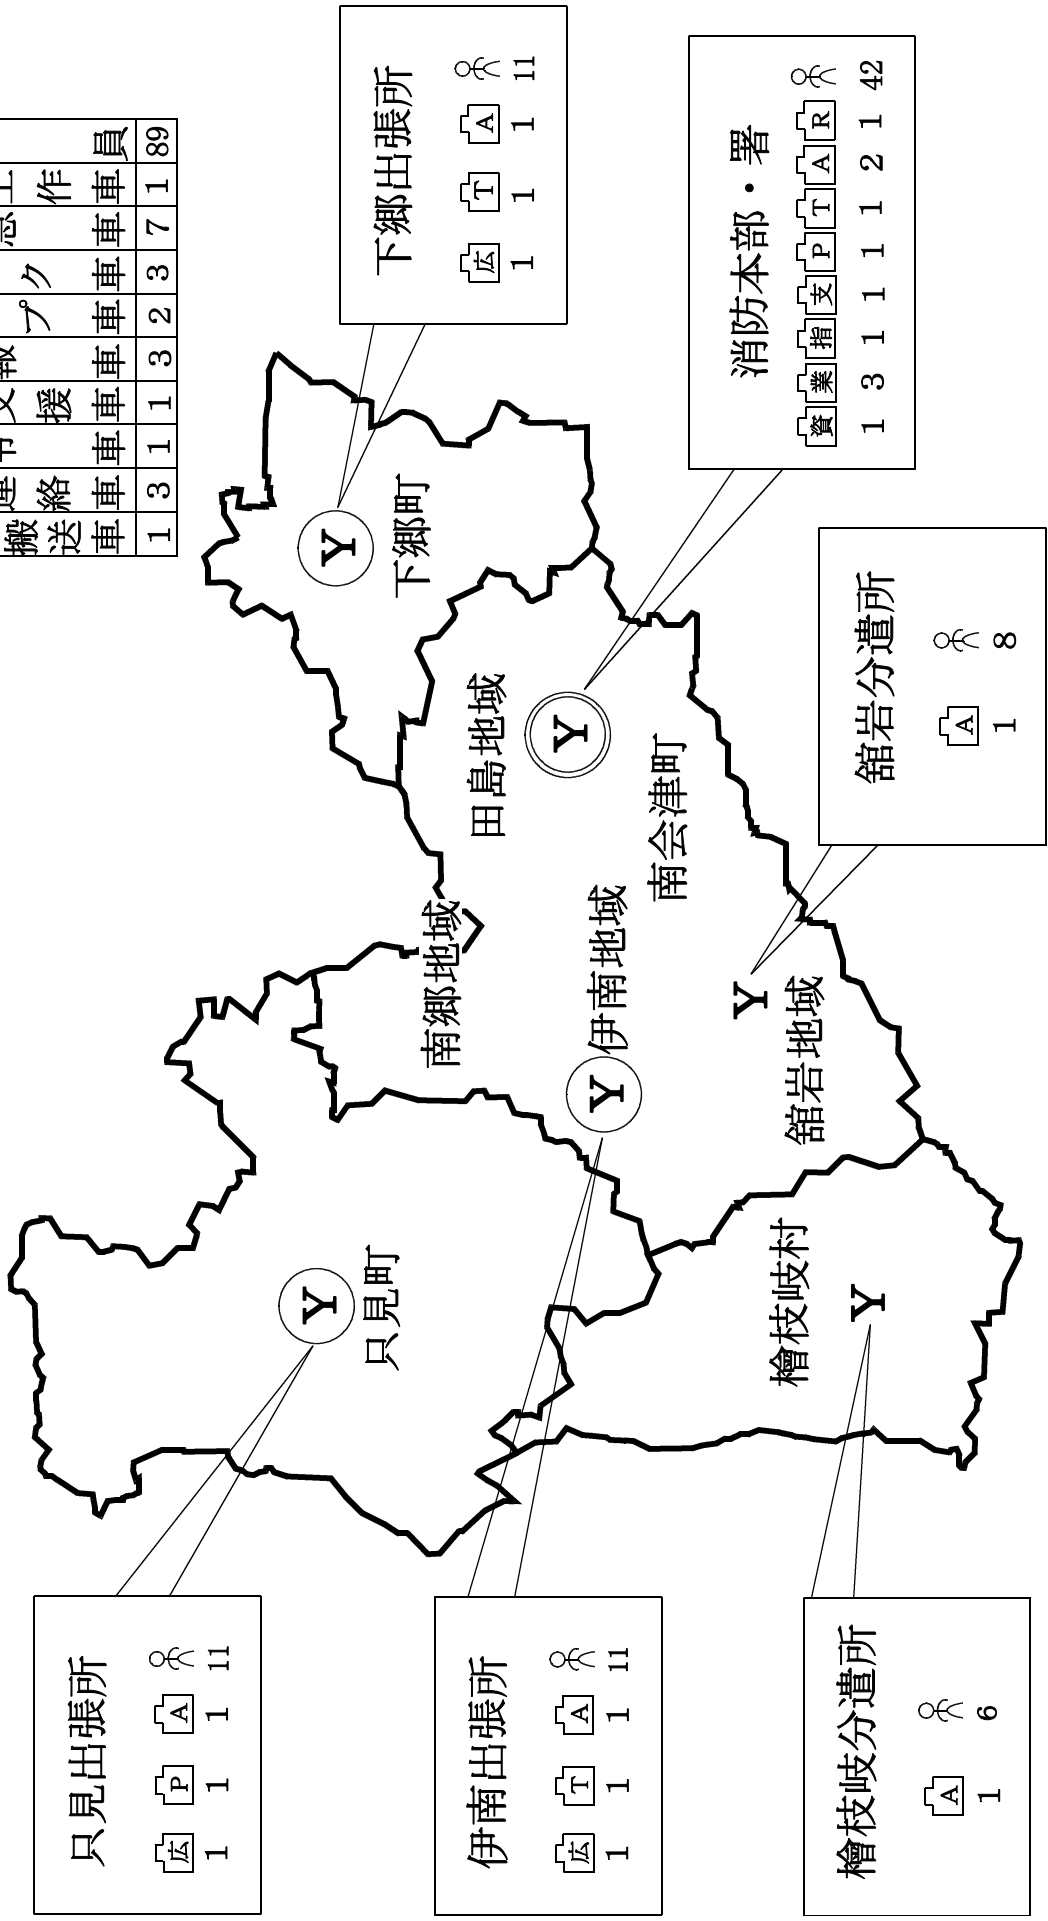 搬送車
連絡車
車
支援車
報車
プ車
ク車
急車
工作車
員
1 3 1 1 3 2 3 7 1 89
只見出張所
広 P A
1 1 1 11
Y
只見町
Y
下郷町
下郷出張所
広 T A
1 1 1 11
南郷地域
田島地域
Y
伊南出張所
広 T A
1 1 1 11
Y
伊南地域
南会津町
消防本部・署
資 業 指 支 P T A R
1 3 1 1 1 1 2 1 42
Y
舘岩地域
檜枝岐村
Y
檜枝岐分遣所
A
1 6
舘岩分遣所
A
1 8